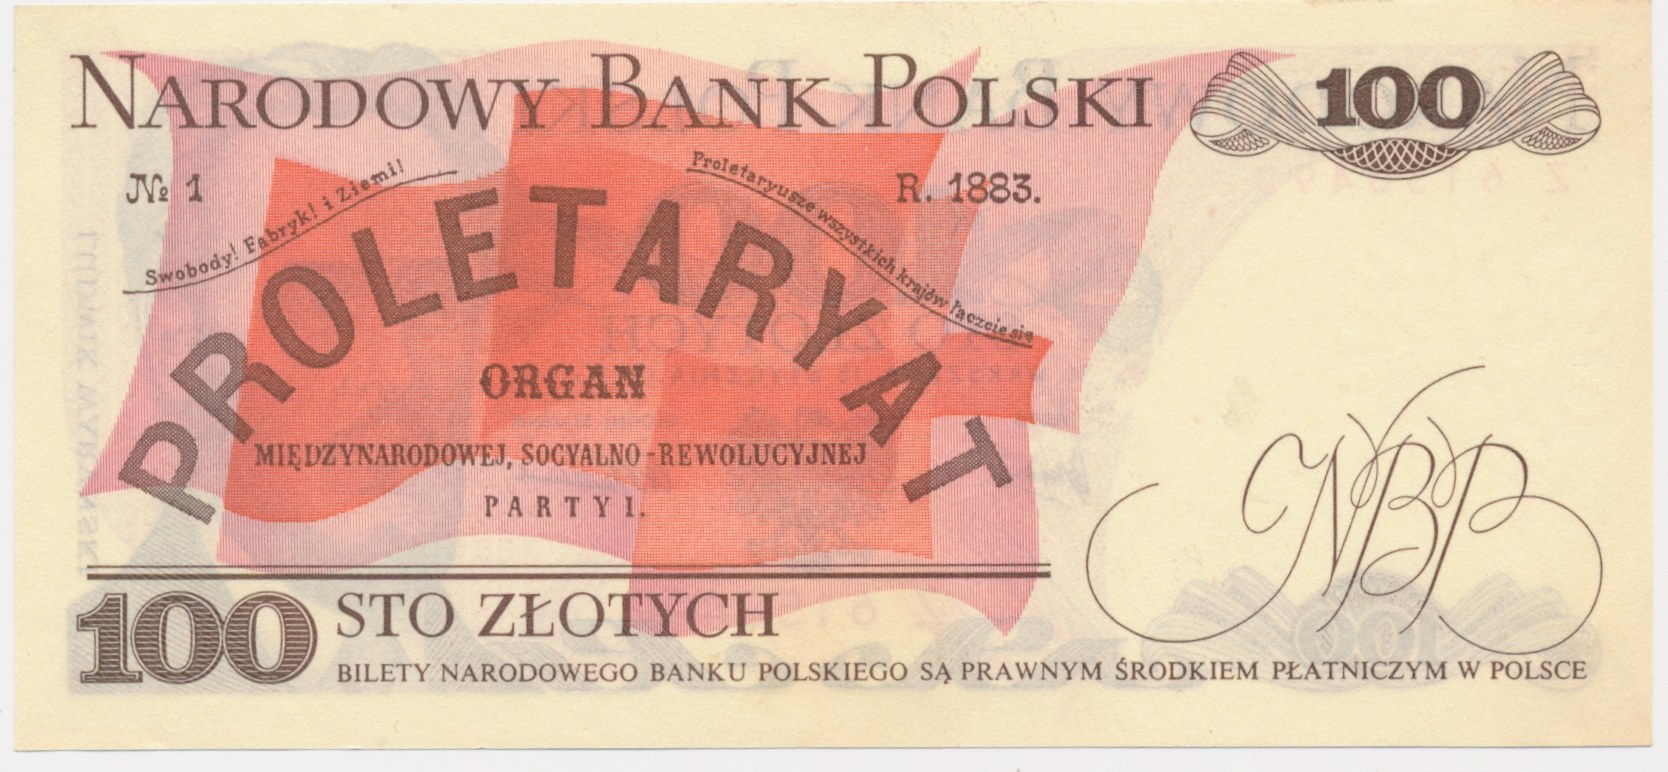 NARODOWY BANK POLSKI
100
№ 1
Swobody! Fabryk! i Ziemi!
Proletaryusze wszystkich krajów łączcie się
R. 1883.
PROLETARYAT
ORGAN
MIĘDZYNARODOWEJ, SOCYALNO-REWOLUCYJNEJ
PARTYI.
NBP
100
STO ZŁOTYCH
BILETY NARODOWEGO BANKU POLSKIEGO SĄ PRAWNYM ŚRODKIEM PŁATNICZYM W POLSCE